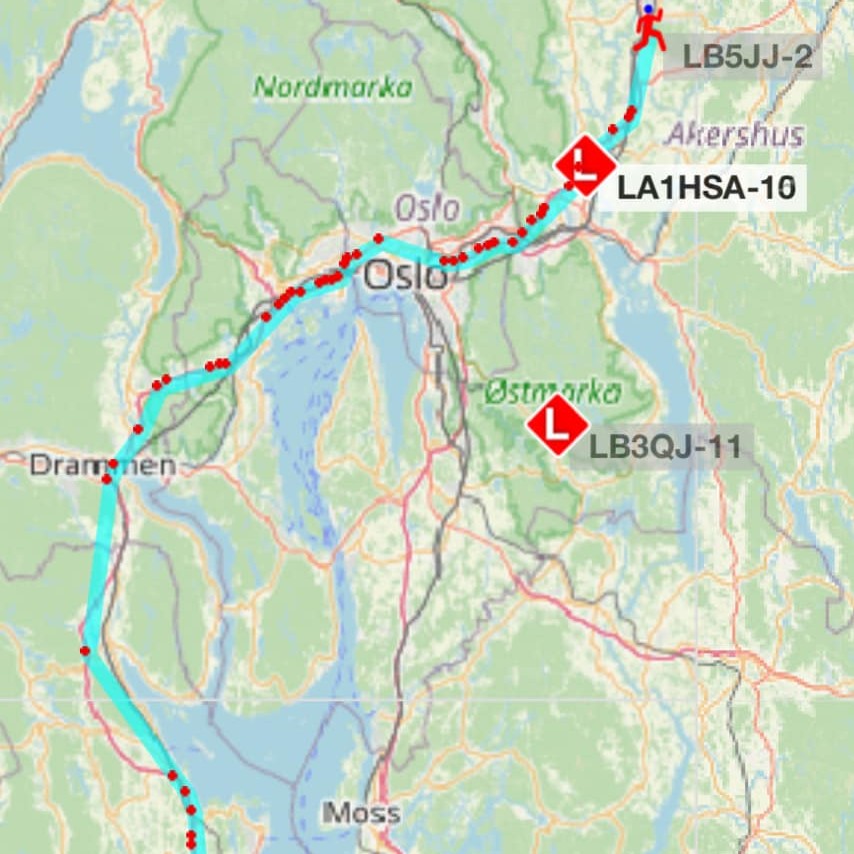 LB5JJ-2
Nordmarka
Akershus
L
LA1HSA-10
Oslo
Oslo
Østmarka
L
LB3QJ-11
Drammen
Moss